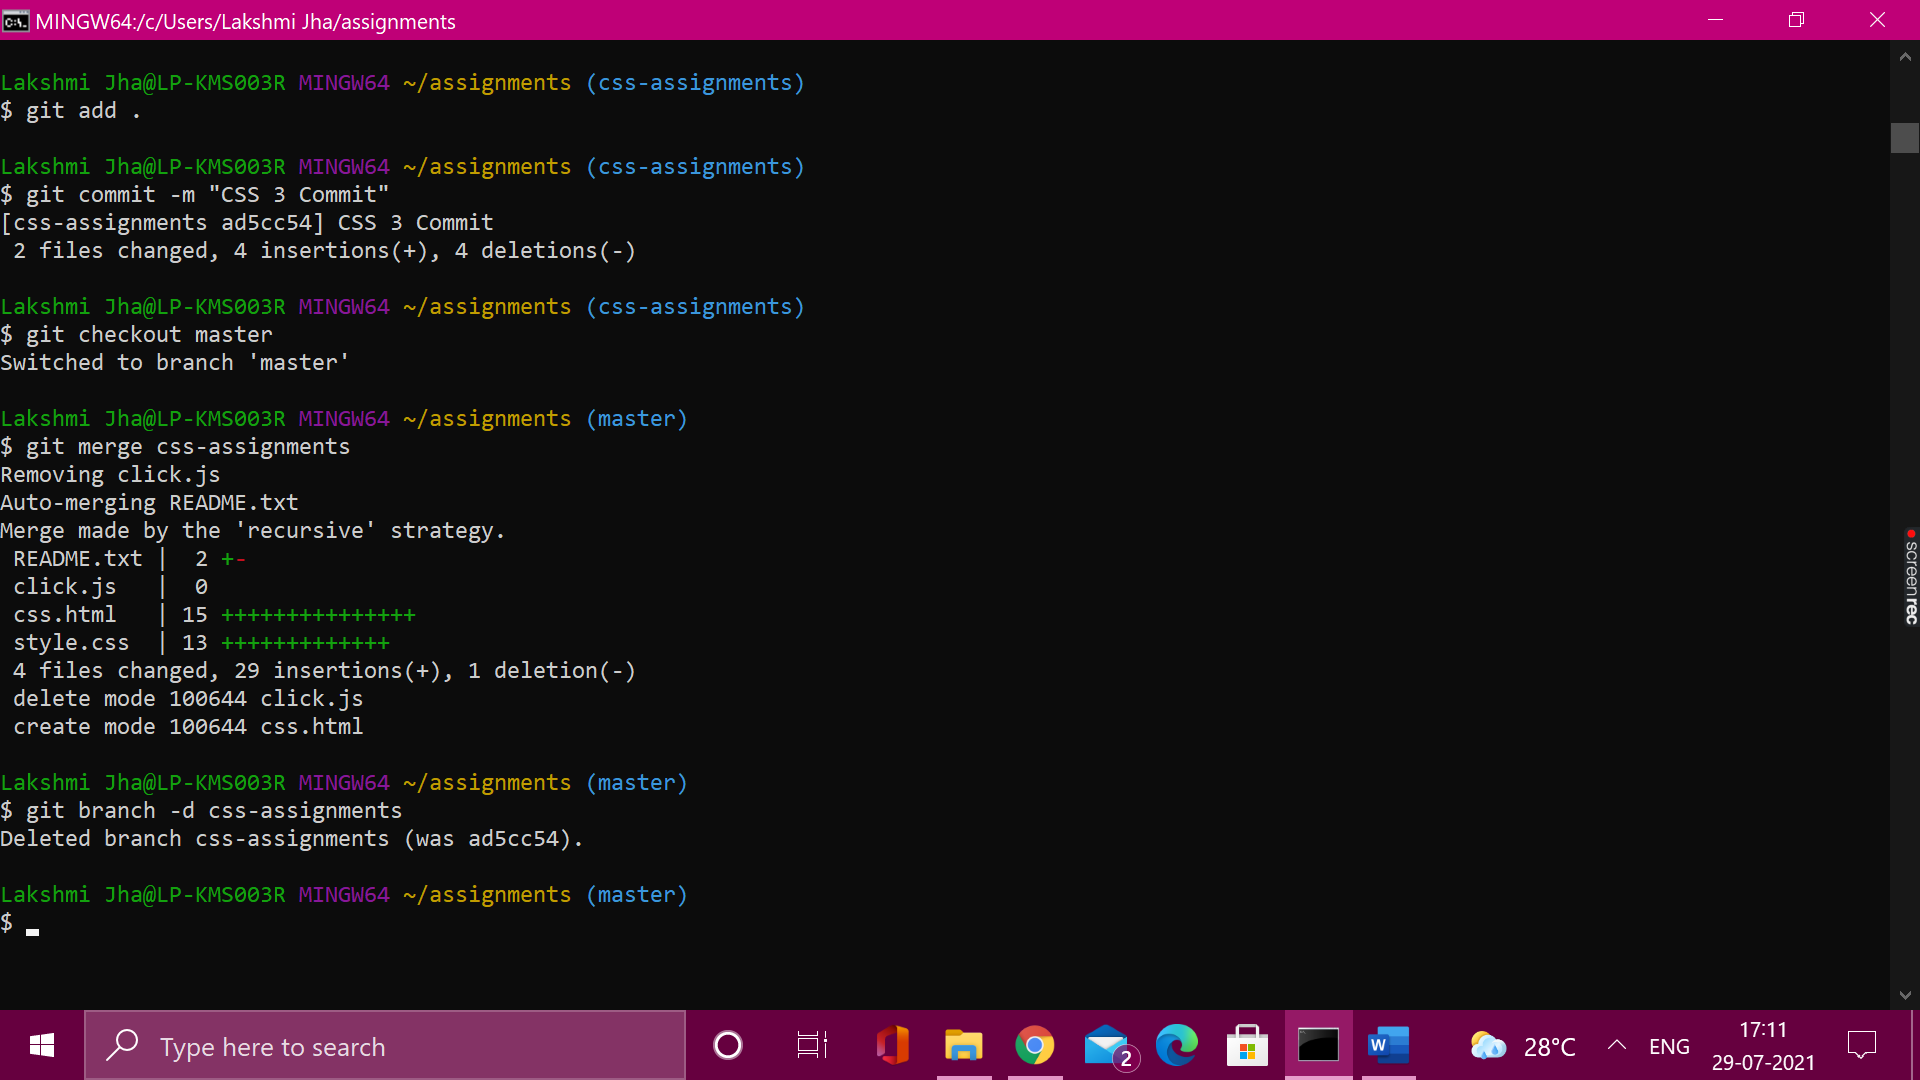 MINGW64:/c/Users/Lakshmi Jha/assignments
Lakshmi Jha@LP-KMS003R MINGW64 ~/assignments (css-assignments)
$ git add .
Lakshmi Jha@LP-KMS003R MINGW64 ~/assignments (css-assignments)
$ git commit -m "CSS 3 Commit"
[css-assignments ad5cc54] CSS 3 Commit
 2 files changed, 4 insertions(+), 4 deletions(-)
Lakshmi Jha@LP-KMS003R MINGW64 ~/assignments (css-assignments)
$ git checkout master
Switched to branch 'master'
Lakshmi Jha@LP-KMS003R MINGW64 ~/assignments (master)
$ git merge css-assignments
Removing click.js
Auto-merging README.txt
Merge made by the 'recursive' strategy.
 README.txt |  2 +-
 click.js   |  0
 css.html   | 15 +++++++++++++++
 style.css  | 13 +++++++++++++
 4 files changed, 29 insertions(+), 1 deletion(-)
 delete mode 100644 click.js
 create mode 100644 css.html
Lakshmi Jha@LP-KMS003R MINGW64 ~/assignments (master)
$ git branch -d css-assignments
Deleted branch css-assignments (was ad5cc54).
Lakshmi Jha@LP-KMS003R MINGW64 ~/assignments (master)
$
screenrec
Type here to search
2
W
28°C
ENG
17:11
29-07-2021